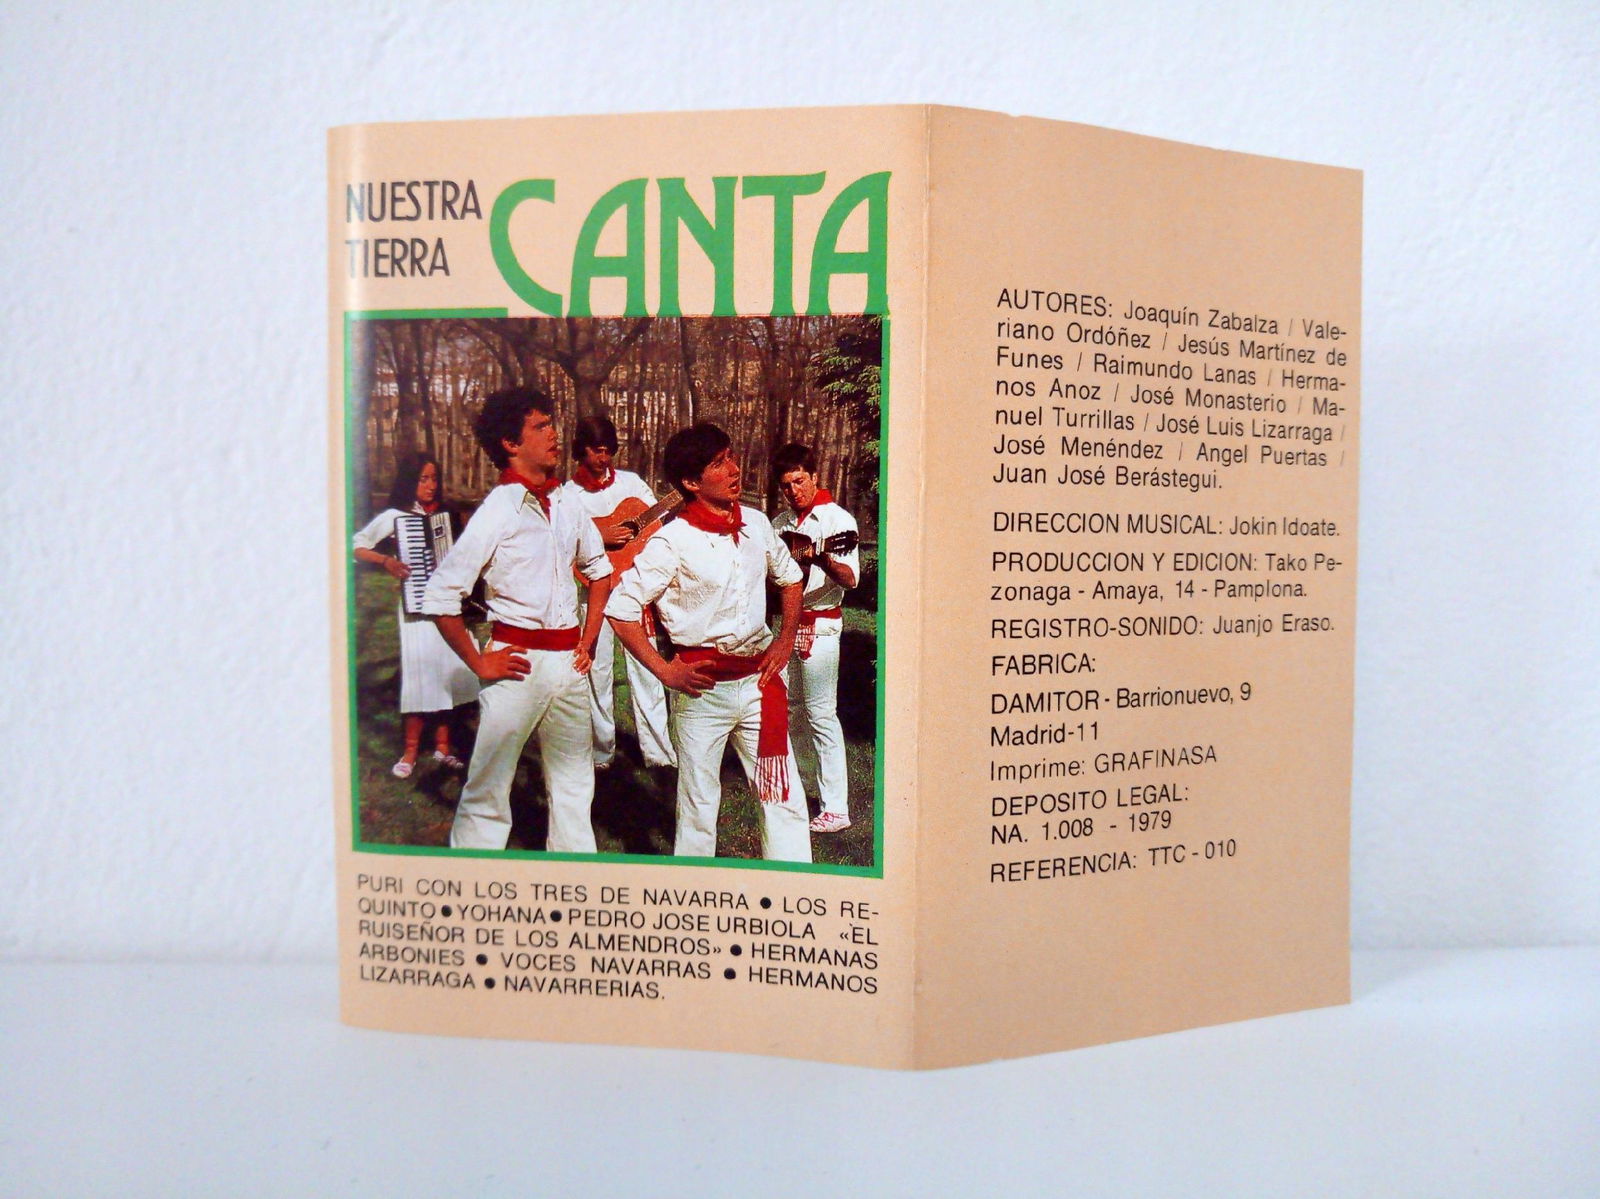 NUESTRA
TIERRA
CANTA
PURI CON LOS TRES DE NAVARRA ● LOS RE-
QUINTO ● YOHANA ● PEDRO JOSE URBIOLA «EL
RUISEÑOR DE LOS ALMENDROS» ● HERMANAS
ARBONIES ● VOCES NAVARRAS ● HERMANOS
LIZARRAGA ● NAVARRERIAS.
AUTORES: Joaquín Zabalza / Vale-
riano Ordóñez / Jesús Martínez de
Funes / Raimundo Lanas / Herma-
nos Anoz / José Monasterio / Ma-
nuel Turrillas / José Luis Lizarraga /
José Menéndez / Angel Puertas /
Juan José Berástegui.
DIRECCION MUSICAL: Jokin Idoate.
PRODUCCION Y EDICION: Tako Pe-
zonaga - Amaya, 14 - Pamplona.
REGISTRO-SONIDO: Juanjo Eraso.
FABRICA:
DAMITOR - Barrionuevo, 9
Madrid-11
Imprime: GRAFINASA
DEPOSITO LEGAL:
NA. 1.008 - 1979
REFERENCIA: TTC - 010